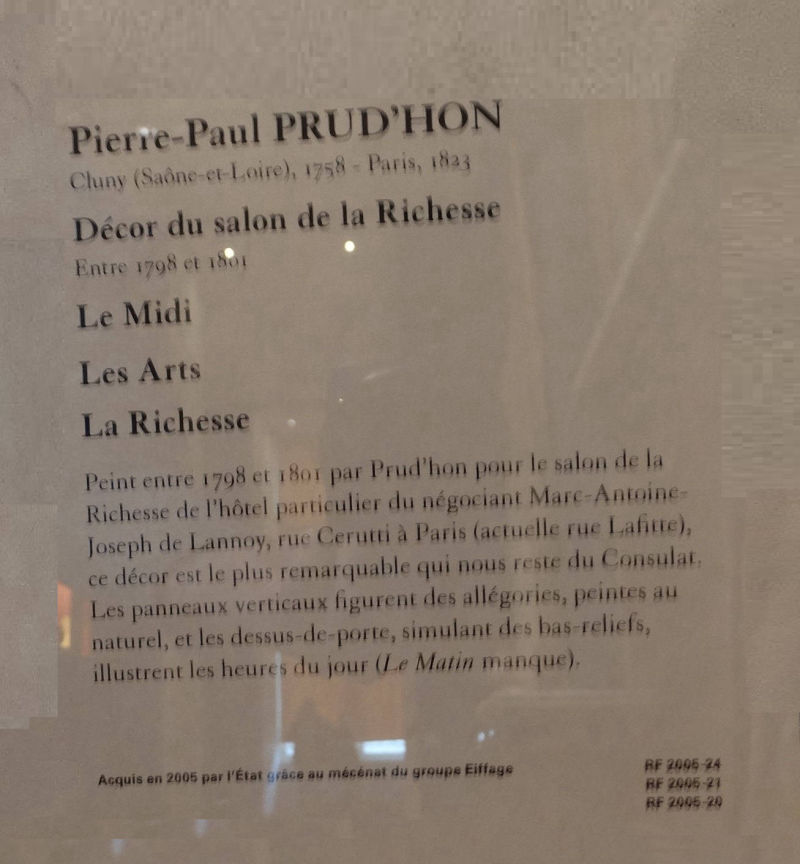 Pierre-Paul PRUD'HON
Cluny (Saône-et-Loire), 1758 - Paris, 1823
Décor du salon de la Richesse
Entre 1798 et 1801
Le Midi
Les Arts
La Richesse
Peint entre 1798 et 1801 par Prud'hon pour le salon de la
Richesse de l'hôtel particulier du négociant Marc-Antoine-
Joseph de Lannoy, rue Cerutti à Paris (actuelle rue Lafitte),
ce décor est le plus remarquable qui nous reste du Consulat.
Les panneaux verticaux figurent des allégories, peintes au
naturel, et les dessus-de-porte, simulant des bas-reliefs,
illustrent les heures du jour (Le Matin manque).
Acquis en 2005 par l'État grâce au mécénat du groupe Eiffage
RF 2005-24
RF 2005-21
RF 2005-20